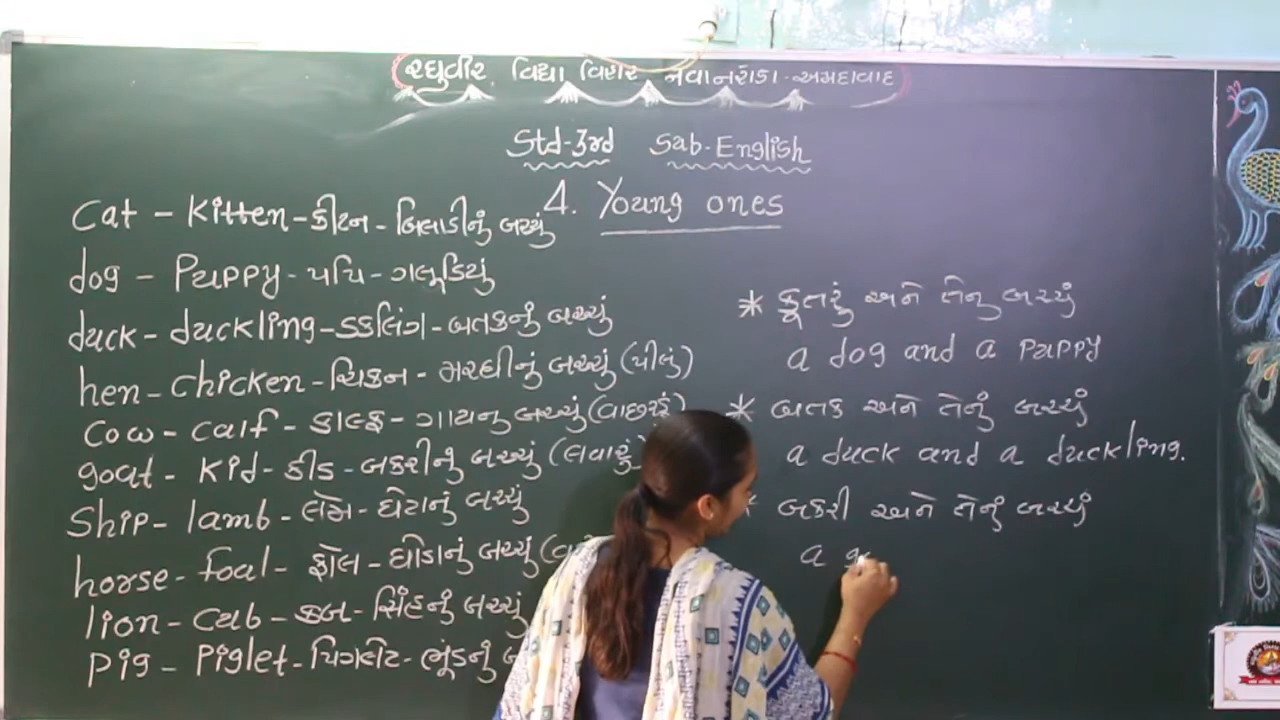 રઘુવીર વિદ્યા વિહાર નવાનરોડા-અમદાવાદ
Std-3rd Sab-English
4. Young ones
Cat - Kitten - કીટન - બિલાડીનું બચ્ચું
dog - Pappy - પપિ - ગલૂડિયું
duck - duckling - ડકલિંગ - બતકનું બચ્ચું
hen - Chicken - ચિકન - મરઘીનું બચ્ચું (પીલું)
Cow - Calf - કાલ્ફ - ગાયનુ બચ્ચું (વાછરડું)
goat - Kid - કીડ - બકરીનું બચ્ચું (લવારું)
Ship - lamb - લેમ - ઘેટાનું બચ્ચું
horse - foal - ફોલ - ઘોડાનું બચ્ચું
lion - Cub - કબ - સિંહનું બચ્ચું
Pig - Piglet - પિગલીટ - ભૂંડનું
* કૂતરું અને તેનુ બચ્ચું
a dog and a Pappy
* બતક અને તેનું બચ્ચું
a duck and a duckling.
* બકરી અને તેનું બચ્ચું
a g